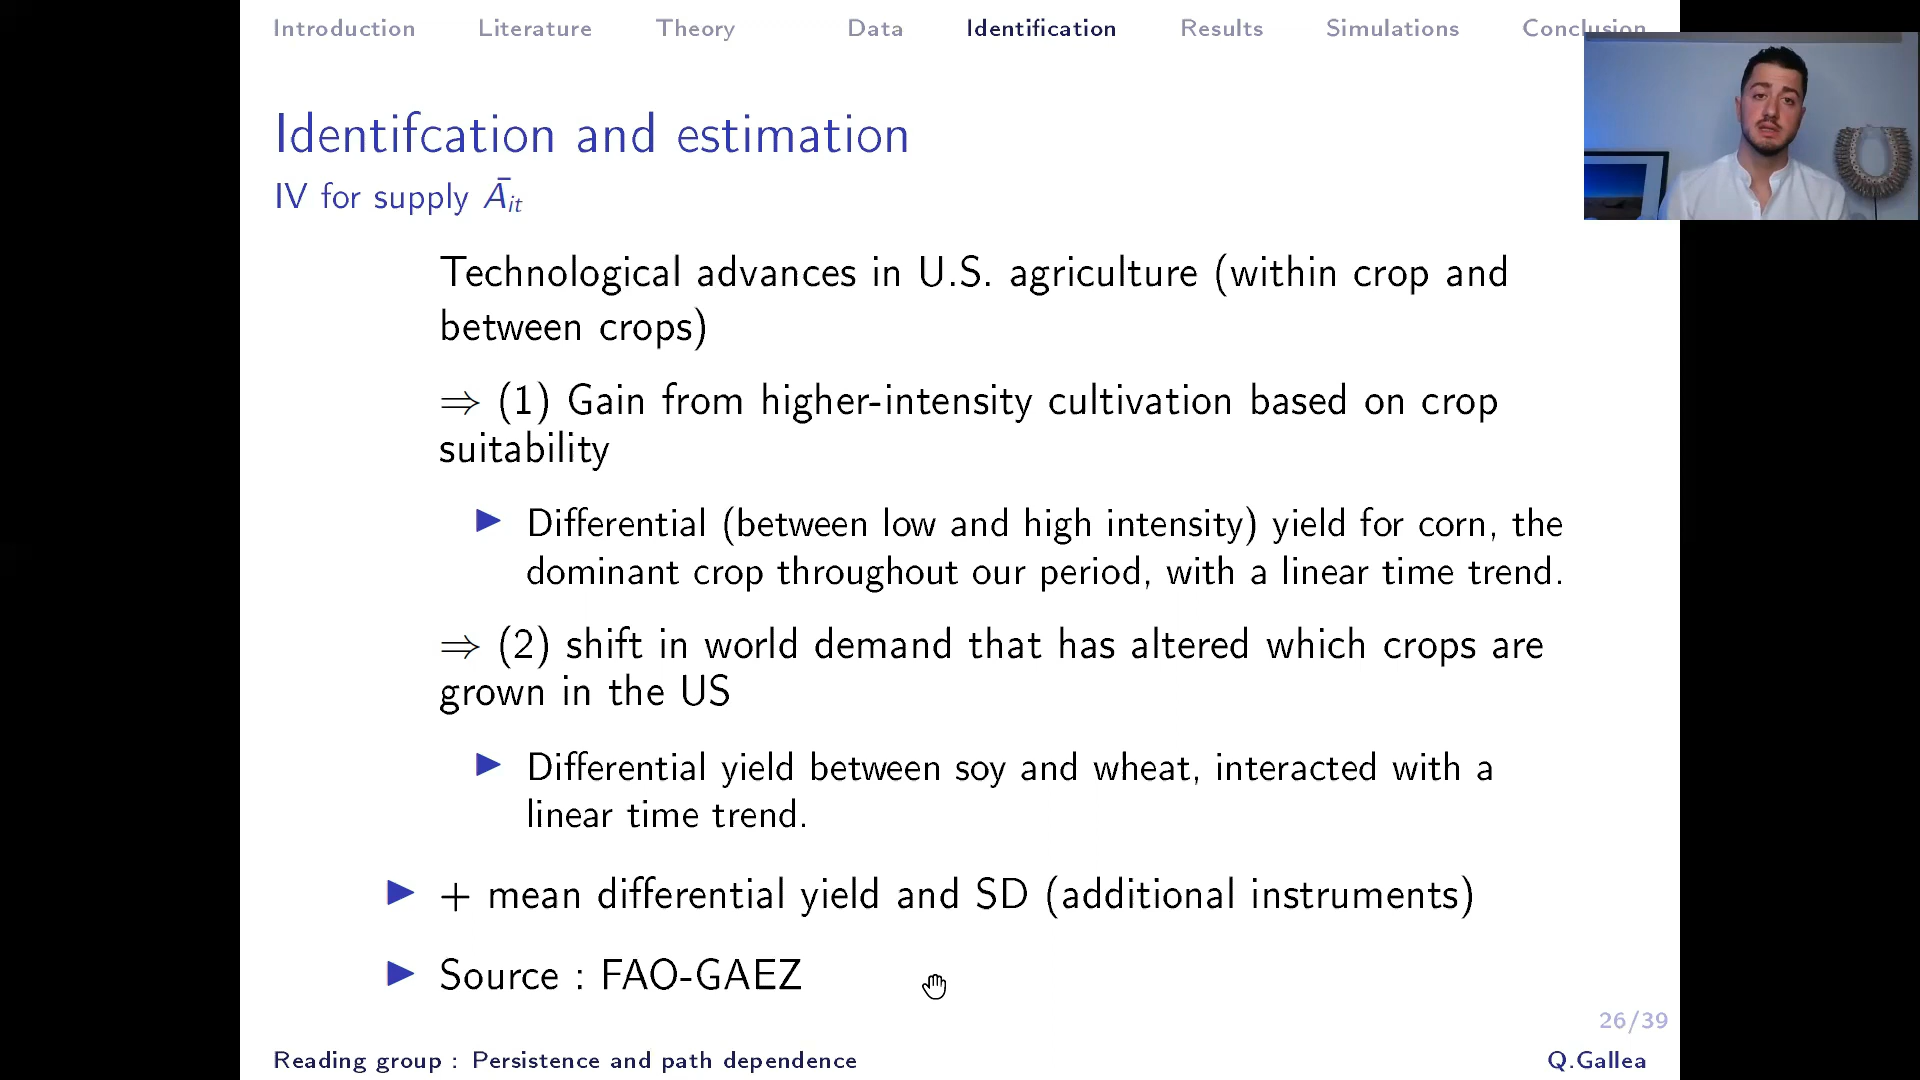 Introduction Literature Theory Data Identification Results Simulations Conclusion
Identifcation and estimation
IV for supply Āᵢₜ
Technological advances in U.S. agriculture (within crop and
between crops)
⇒ (1) Gain from higher-intensity cultivation based on crop
suitability
▶ Differential (between low and high intensity) yield for corn, the
dominant crop throughout our period, with a linear time trend.
⇒ (2) shift in world demand that has altered which crops are
grown in the US
▶ Differential yield between soy and wheat, interacted with a
linear time trend.
▶ + mean differential yield and SD (additional instruments)
▶ Source : FAO-GAEZ
26/39
Reading group : Persistence and path dependence Q.Gallea